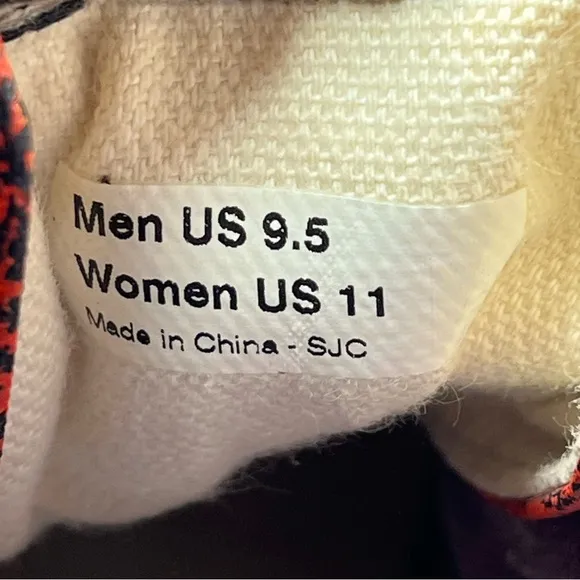 Men US 9.5
Women US 11
Made in China - SJC